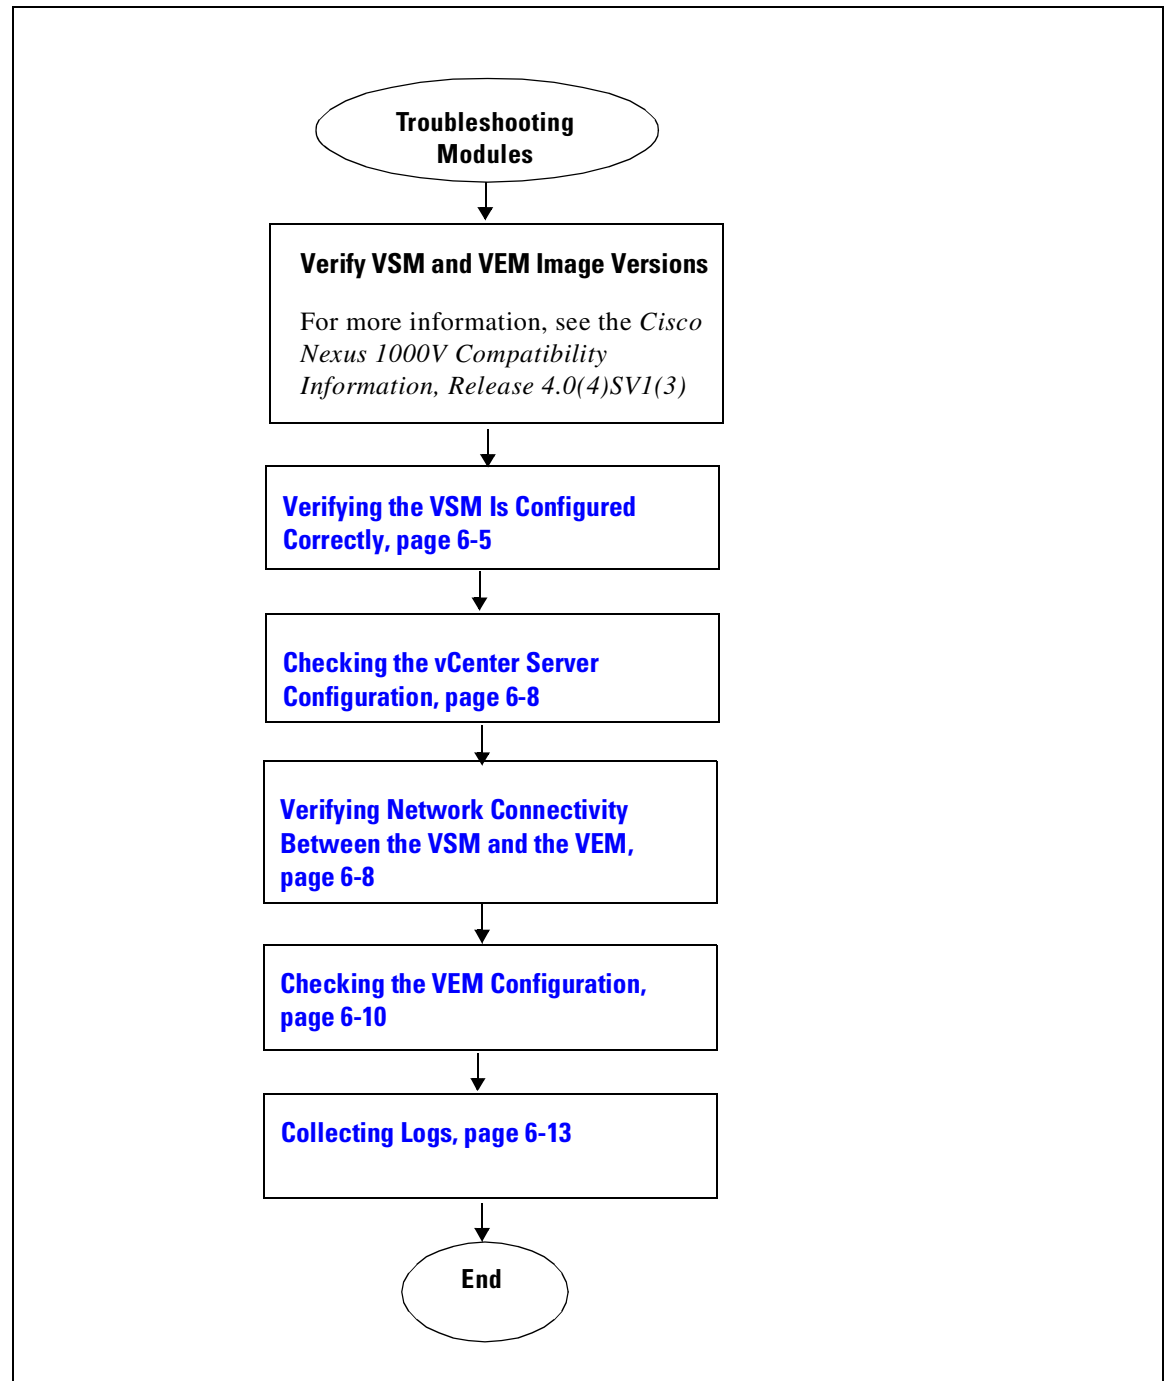 Troubleshooting
Modules
Verify VSM and VEM Image Versions
For more information, see the Cisco
Nexus 1000V Compatibility
Information, Release 4.0(4)SV1(3)
Verifying the VSM Is Configured
Correctly, page 6-5
Checking the vCenter Server
Configuration, page 6-8
Verifying Network Connectivity
Between the VSM and the VEM,
page 6-8
Checking the VEM Configuration,
page 6-10
Collecting Logs, page 6-13
End